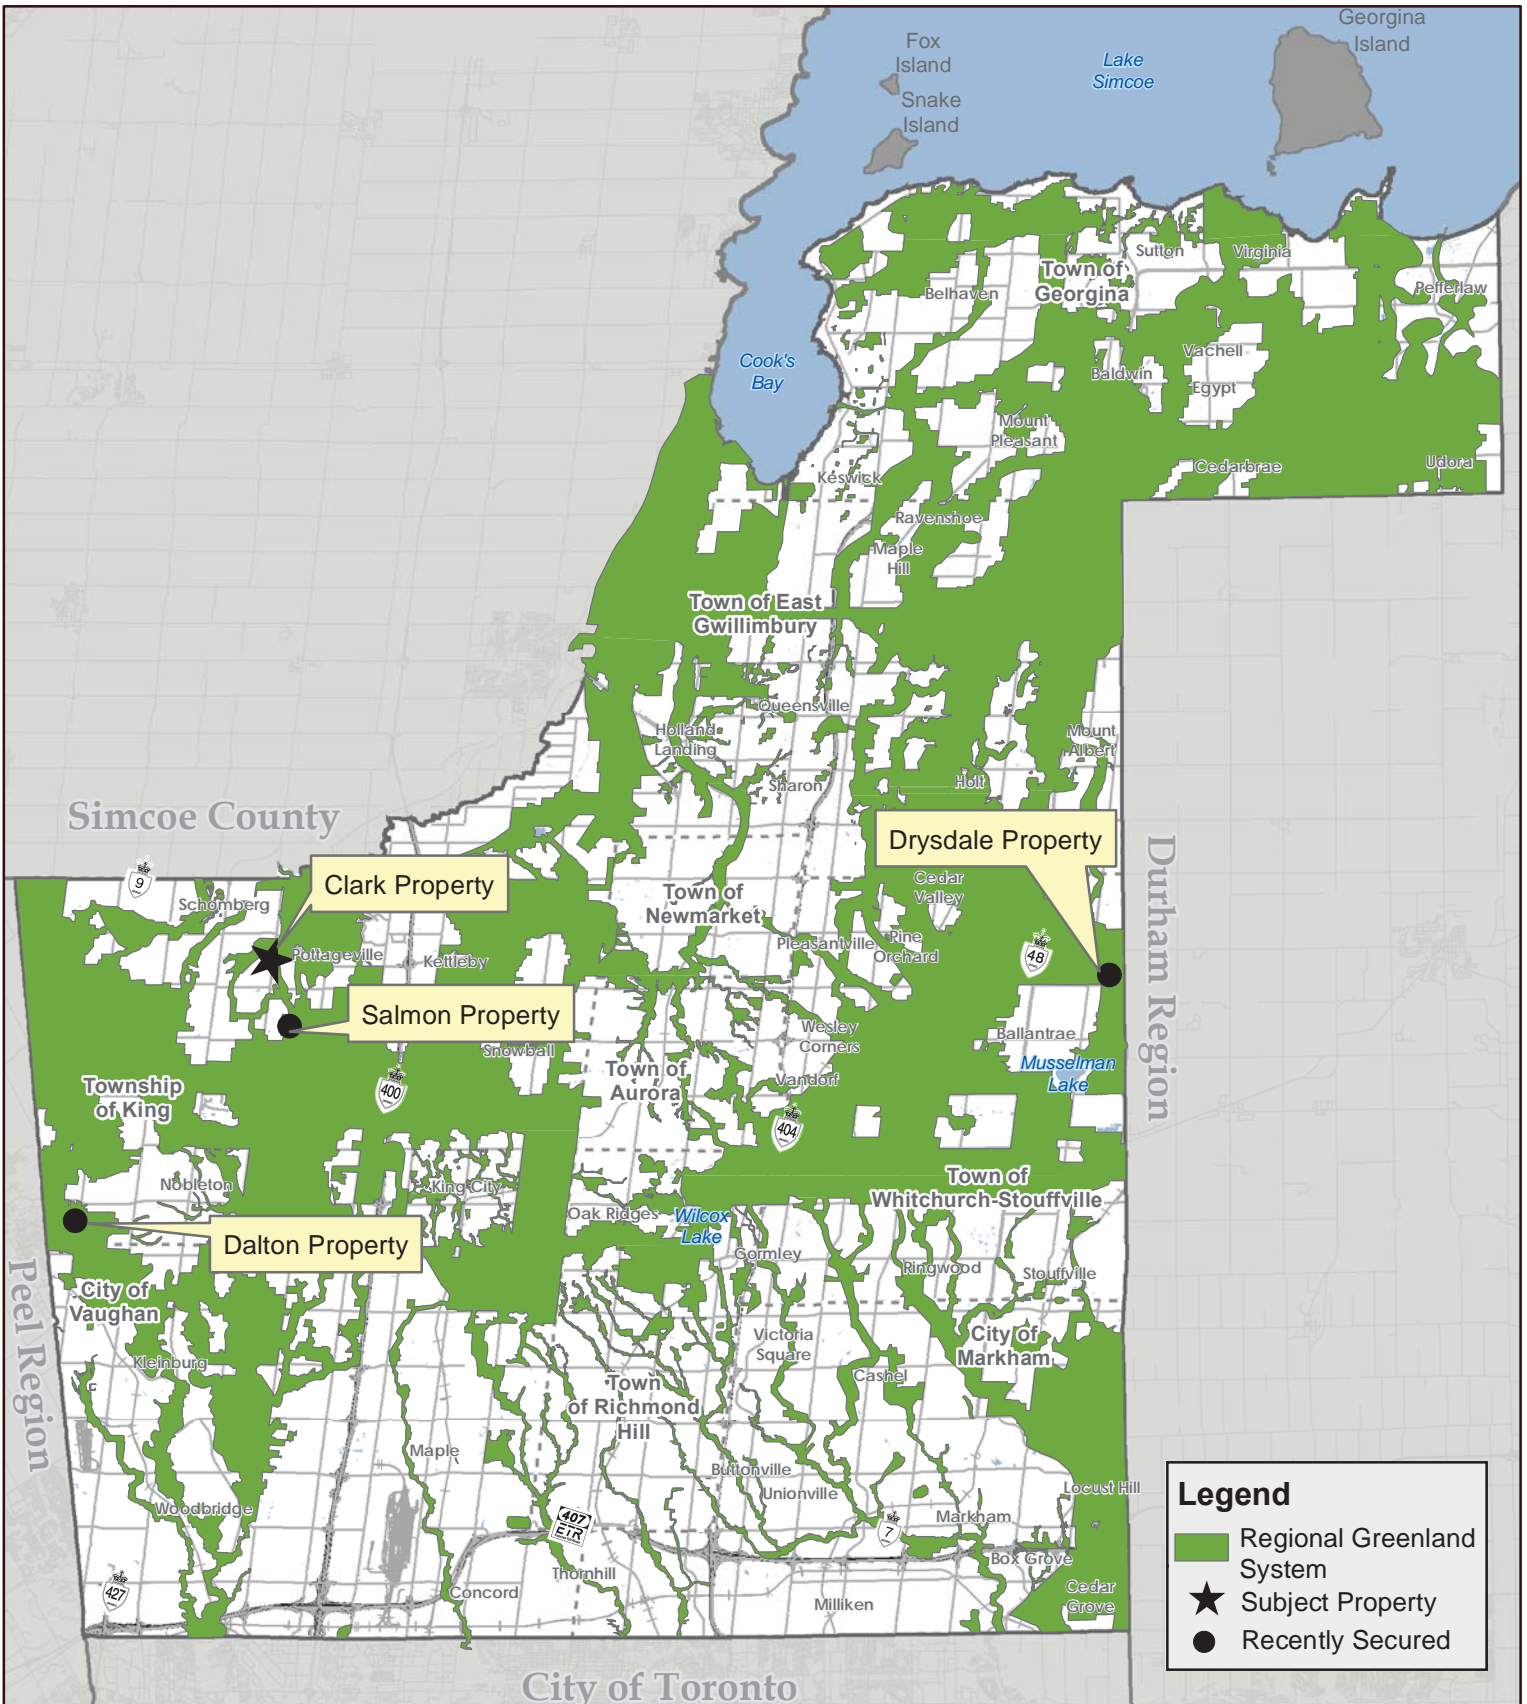 Georgina
Island
Fox
Island
Lake
Simcoe
Snake
Island
Sutton
Virginia
Town of
Georgina
Belhaven
Pefferlaw
Cook's
Bay
Vachell
Baldwin
Egypt
Mount
Pleasant
Udora
Cedarbrae
Keswick
Ravenshoe
Maple
Hill
Town of East
Gwillimbury
Queensville
Holland
Landing
Mount
Albert
Sharon
Holt
Simcoe County
Drysdale Property
Durham Region
9
Clark Property
Cedar
Valley
Schomberg
Town of
Newmarket
Pleasantville
Pine
Orchard
48
Pottageville
Kettleby
Salmon Property
Wesley
Corners
Ballantrae
Snowball
Musselman
Lake
Town of
Aurora
Vandorf
Township
of King
400
404
Nobleton
King City
Town of
Whitchurch-Stouffville
Oak Ridges
Wilcox
Lake
Dalton Property
Gormley
Ringwood
Stouffville
Peel Region
City of
Vaughan
Victoria
Square
City of
Markham
Kleinburg
Cashel
Town
of Richmond
Hill
Maple
Buttonville
Unionville
Locust Hill
Woodbridge
407
ETR
7
Markham
Box Grove
Thornhill
Concord
427
Milliken
Cedar
Grove
City of Toronto
Legend
Regional Greenland
System
Subject Property
Recently Secured